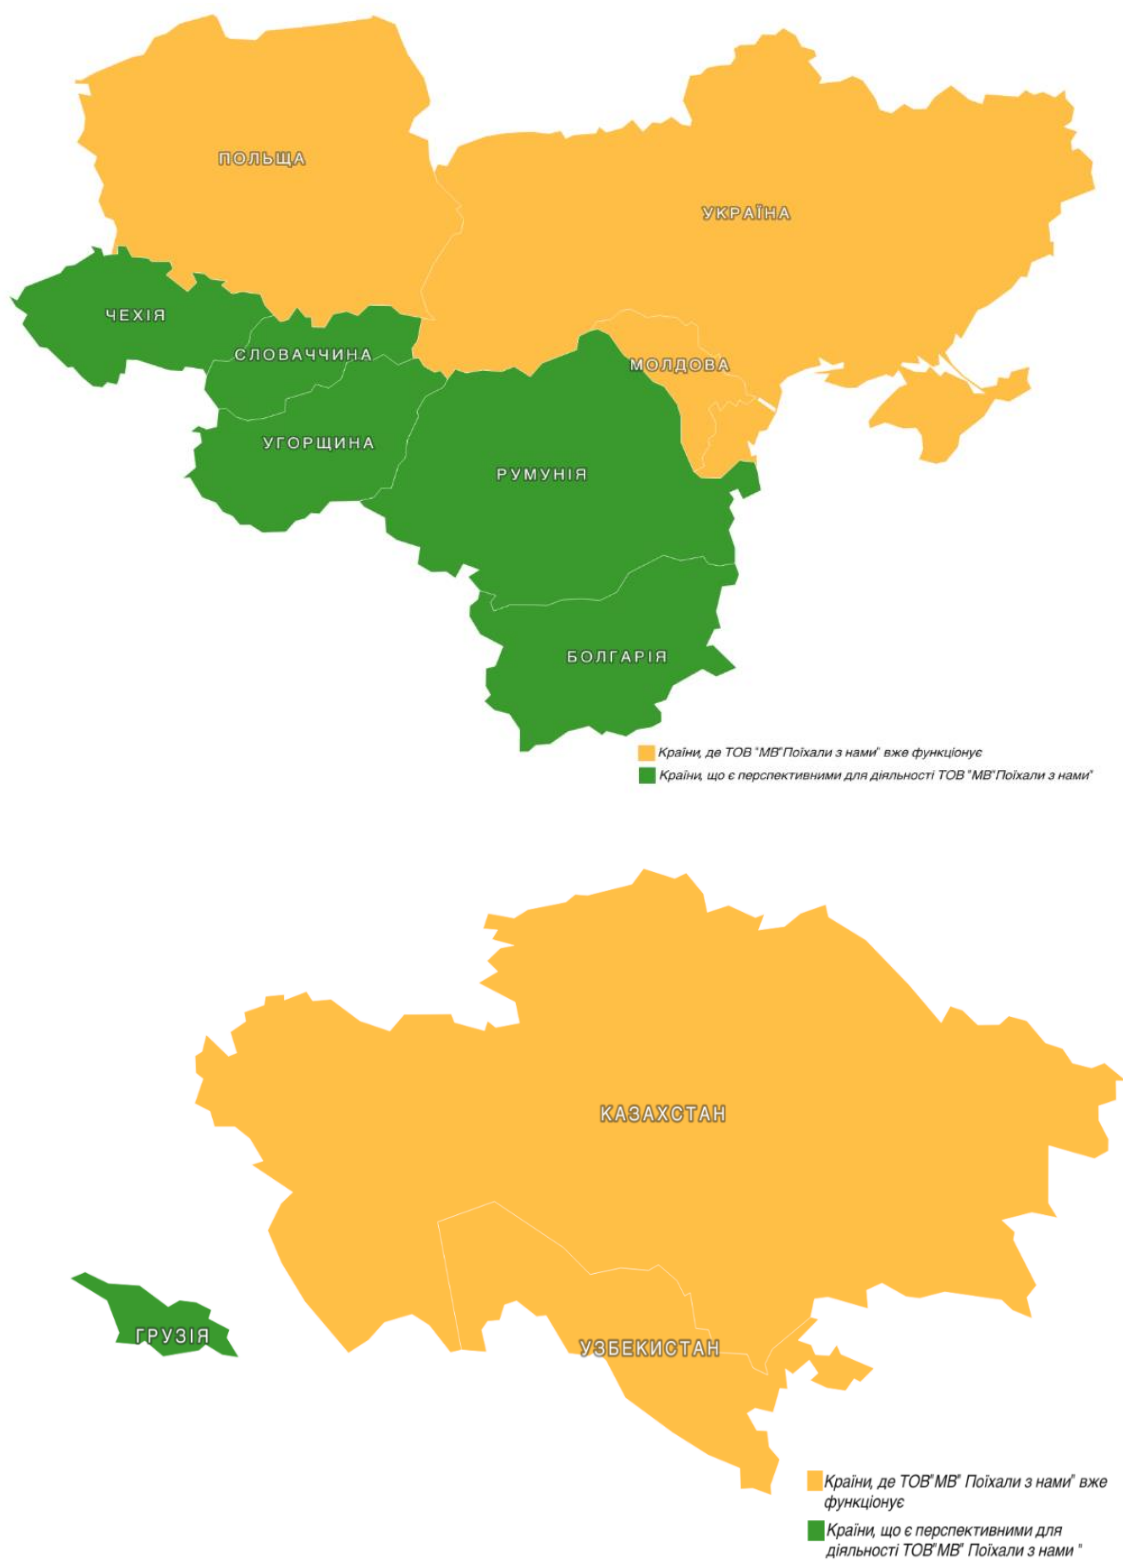 ПОЛЬЩА
УКРАЇНА
ЧЕХІЯ
СЛОВАЧЧИНА
МОЛДОВА
УГОРЩИНА
РУМУНІЯ
БОЛГАРІЯ
Країни, де ТОВ "МВ"Поїхали з нами" вже функціонує
Країни, що є перспективними для діяльності ТОВ "МВ"Поїхали з нами"
КАЗАХСТАН
ГРУЗІЯ
УЗБЕКИСТАН
Країни, де ТОВ"МВ" Поїхали з нами" вже
функціонує
Країни, що є перспективними для
діяльності ТОВ"МВ" Поїхали з нами "